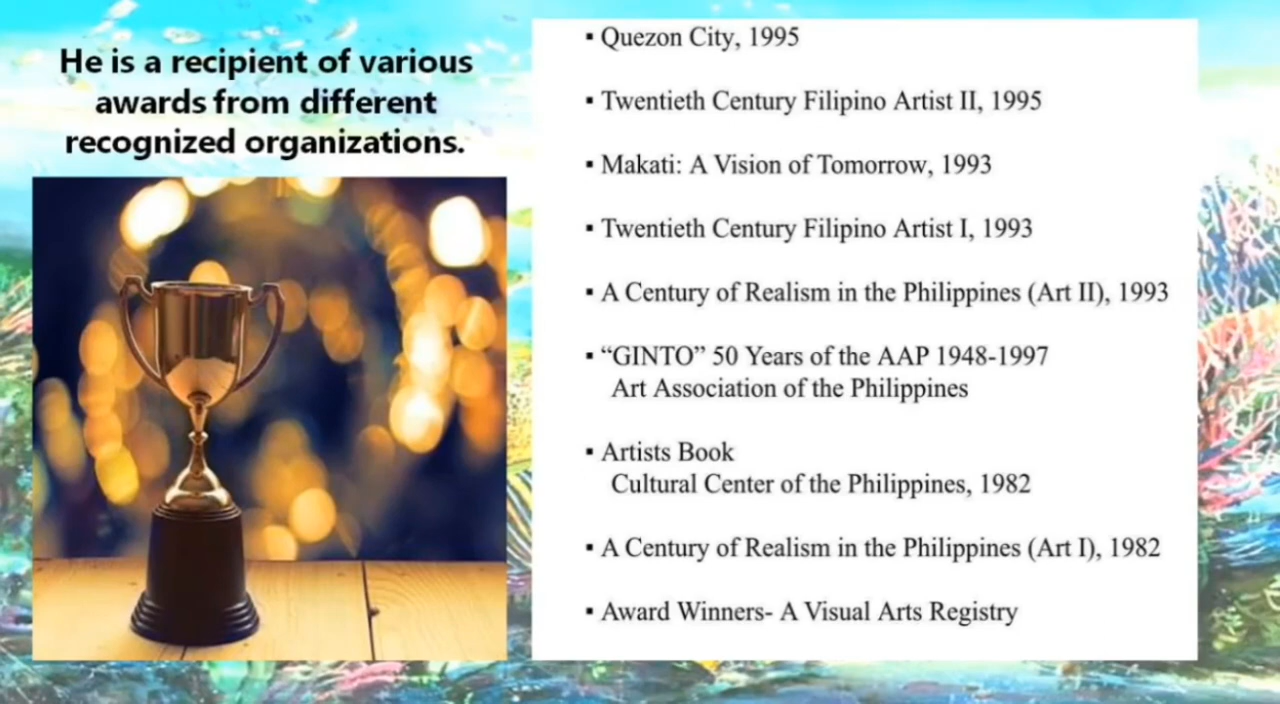 He is a recipient of various
awards from different
recognized organizations.
▪ Quezon City, 1995
▪ Twentieth Century Filipino Artist II, 1995
▪ Makati: A Vision of Tomorrow, 1993
▪ Twentieth Century Filipino Artist I, 1993
▪ A Century of Realism in the Philippines (Art II), 1993
▪ “GINTO” 50 Years of the AAP 1948-1997
Art Association of the Philippines
▪ Artists Book
Cultural Center of the Philippines, 1982
▪ A Century of Realism in the Philippines (Art I), 1982
▪ Award Winners- A Visual Arts Registry